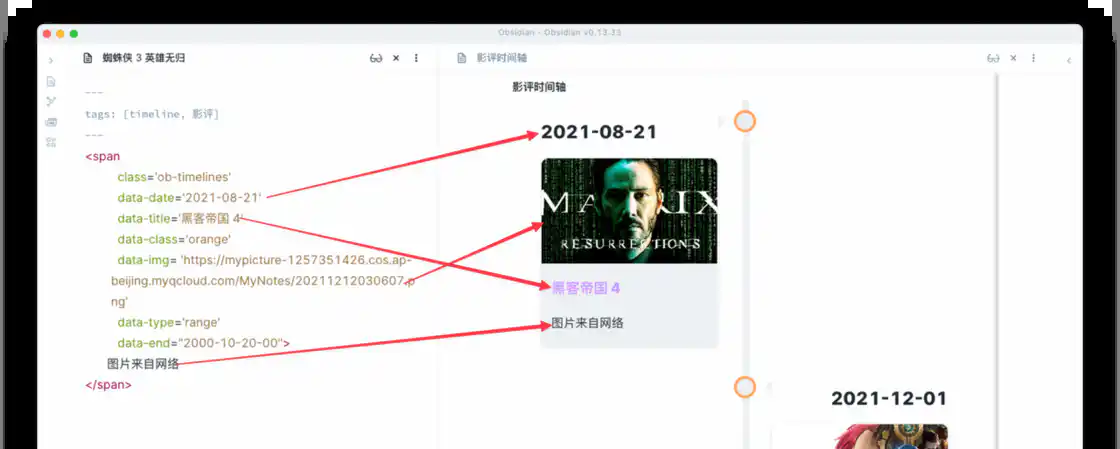 Obsidian - Obsidian v0.13.33
蜘蛛侠 3 英雄无归
影评时间轴
---
tags: [timeline, 影评]
---
<span
class='ob-timelines'
data-date='2021-08-21'
data-title='黑客帝国 4'
data-class='orange'
data-img= 'https://mypicture-1257351426.cos.ap-
beijing.myqcloud.com/MyNotes/20211212030607.p
ng'
data-type='range'
data-end="2000-10-20-00">
图片来自网络
</span>
影评时间轴
2021-08-21
MATRIX
RESURRECTIONS
黑客帝国 4
图片来自网络
2021-12-01